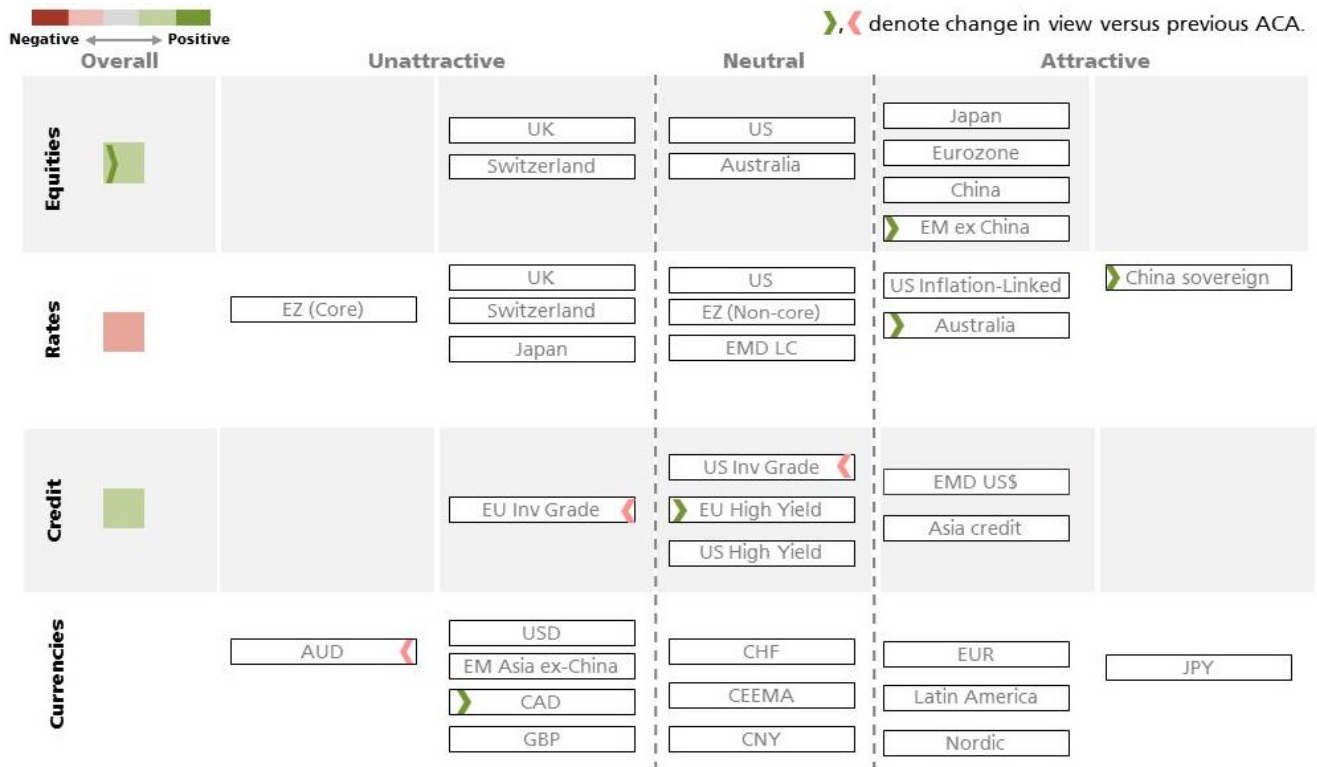 Negative Positive
❯, ❮ denote change in view versus previous ACA.
Overall Unattractive Neutral Attractive
Equities
UK
Switzerland
US
Australia
Japan
Eurozone
China
EM ex China
Rates
EZ (Core)
UK
Switzerland
Japan
US
EZ (Non-core)
EMD LC
US Inflation-Linked
Australia
China sovereign
Credit
EU Inv Grade
US Inv Grade
EU High Yield
US High Yield
EMD US$
Asia credit
Currencies
AUD
USD
EM Asia ex-China
CAD
GBP
CHF
CEEMA
CNY
EUR
Latin America
Nordic
JPY